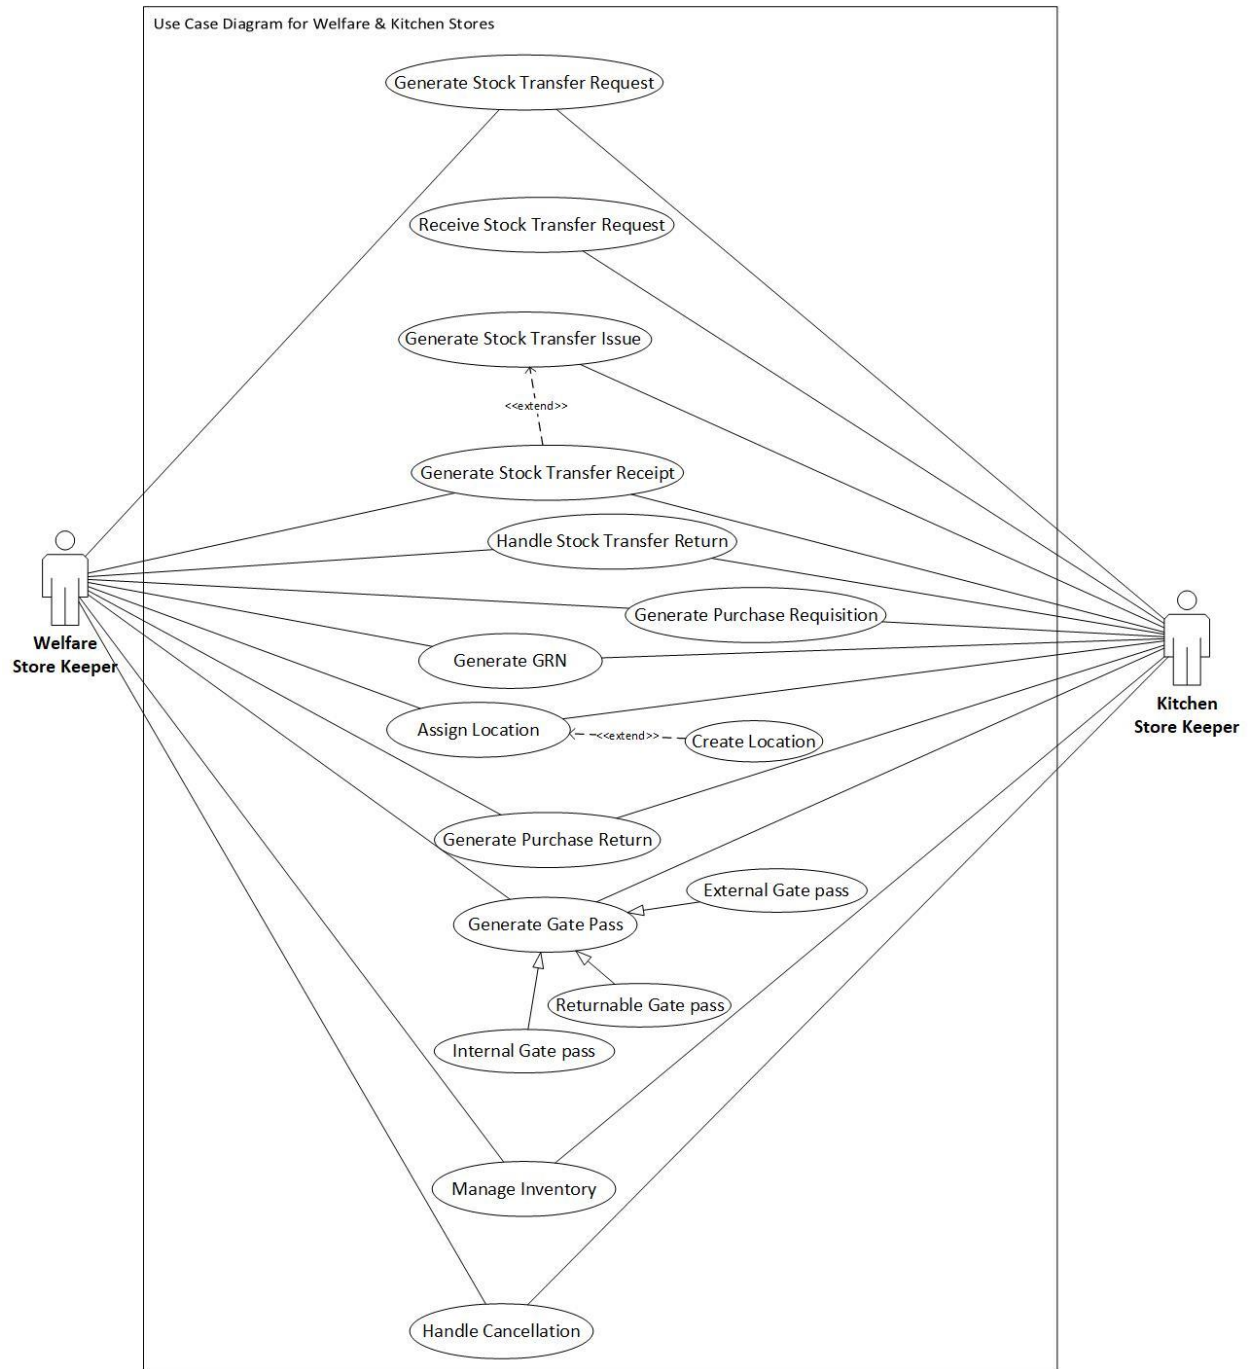 Use Case Diagram for Welfare & Kitchen Stores
Generate Stock Transfer Request
Receive Stock Transfer Request
Generate Stock Transfer Issue
<<extend>>
Generate Stock Transfer Receipt
Handle Stock Transfer Return
Generate Purchase Requisition
Welfare
Store Keeper
Generate GRN
Kitchen
Store Keeper
Assign Location
<<extend>>
Create Location
Generate Purchase Return
External Gate pass
Generate Gate Pass
Returnable Gate pass
Internal Gate pass
Manage Inventory
Handle Cancellation